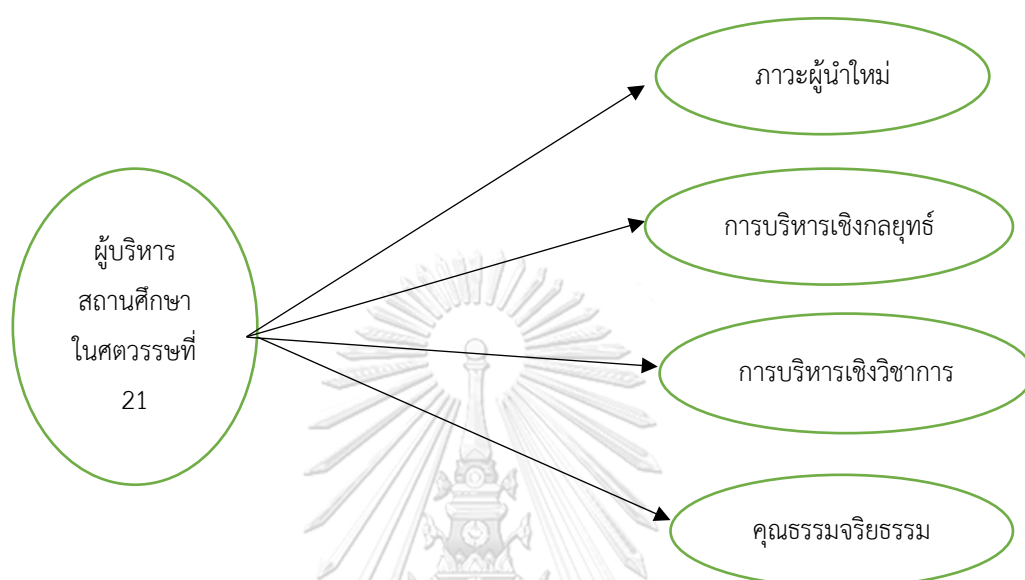 ภาวะผู้นำใหม่
การบริหารเชิงกลยุทธ์
ผู้บริหาร
สถานศึกษา
ในศตวรรษที่
21
การบริหารเชิงวิชาการ
คุณธรรมจริยธรรม